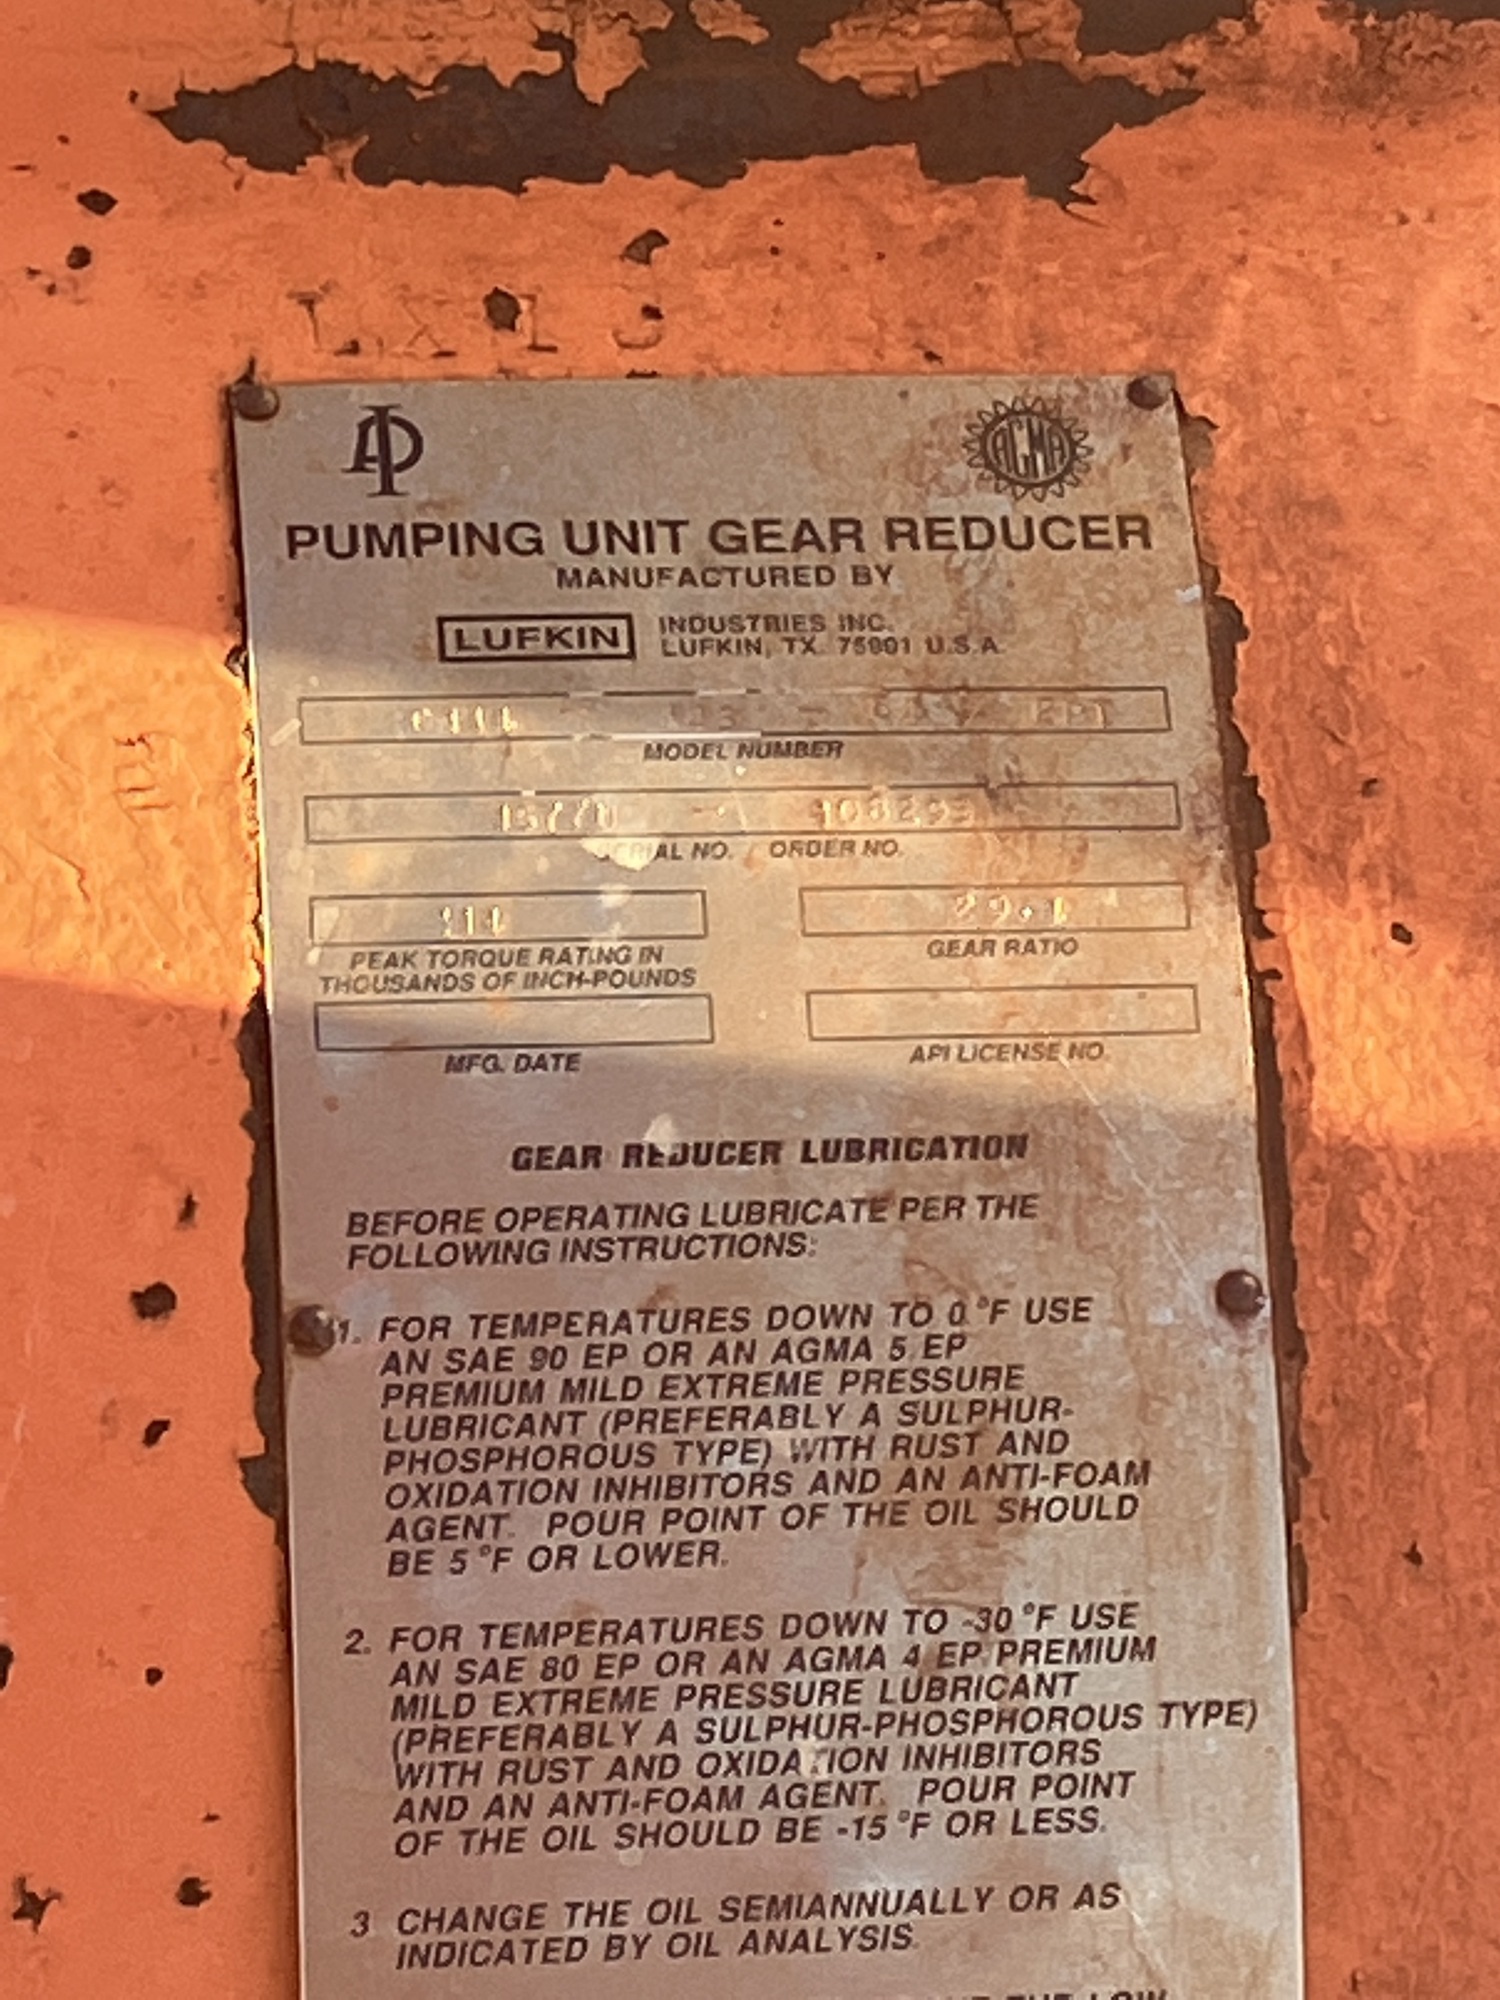 API
AGMA
PUMPING UNIT GEAR REDUCER
MANUFACTURED BY
LUFKIN INDUSTRIES INC.
LUFKIN, TX. 75901 U.S.A.
MODEL NUMBER
SERIAL NO. / ORDER NO.
PEAK TORQUE RATING IN
THOUSANDS OF INCH-POUNDS
GEAR RATIO
MFG. DATE
API LICENSE NO.
GEAR REDUCER LUBRICATION
BEFORE OPERATING LUBRICATE PER THE
FOLLOWING INSTRUCTIONS:
1. FOR TEMPERATURES DOWN TO 0 °F USE
AN SAE 90 EP OR AN AGMA 5 EP
PREMIUM MILD EXTREME PRESSURE
LUBRICANT (PREFERABLY A SULPHUR-
PHOSPHOROUS TYPE) WITH RUST AND
OXIDATION INHIBITORS AND AN ANTI-FOAM
AGENT. POUR POINT OF THE OIL SHOULD
BE 5 °F OR LOWER.
2. FOR TEMPERATURES DOWN TO -30 °F USE
AN SAE 80 EP OR AN AGMA 4 EP PREMIUM
MILD EXTREME PRESSURE LUBRICANT
(PREFERABLY A SULPHUR-PHOSPHOROUS TYPE)
WITH RUST AND OXIDATION INHIBITORS
AND AN ANTI-FOAM AGENT. POUR POINT
OF THE OIL SHOULD BE -15 °F OR LESS.
3 CHANGE THE OIL SEMIANNUALLY OR AS
INDICATED BY OIL ANALYSIS.
THE LOW